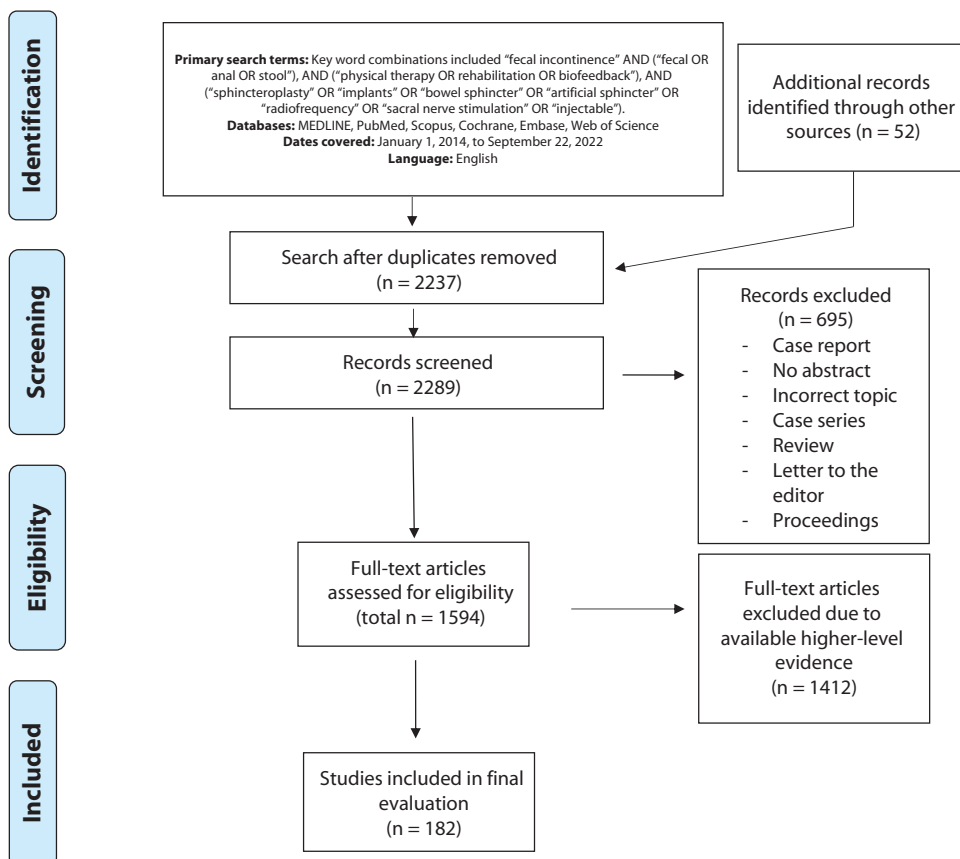 Identification
Primary search terms: Key word combinations included “fecal incontinence” AND (“fecal OR
anal OR stool”), AND (“physical therapy OR rehabilitation OR biofeedback”), AND
(“sphincteroplasty” OR “implants” OR “bowel sphincter” OR “artificial sphincter” OR
“radiofrequency” OR “sacral nerve stimulation” OR “injectable”).
Databases: MEDLINE, PubMed, Scopus, Cochrane, Embase, Web of Science
Dates covered: January 1, 2014, to September 22, 2022
Language: English
Additional records
identified through other
sources (n = 52)
Search after duplicates removed
(n = 2237)
Screening
Records screened
(n = 2289)
Records excluded
(n = 695)
- Case report
- No abstract
- Incorrect topic
- Case series
- Review
- Letter to the
editor
- Proceedings
Eligibility
Full-text articles
assessed for eligibility
(total n = 1594)
Full-text articles
excluded due to
available higher-level
evidence
(n = 1412)
Included
Studies included in final
evaluation
(n = 182)